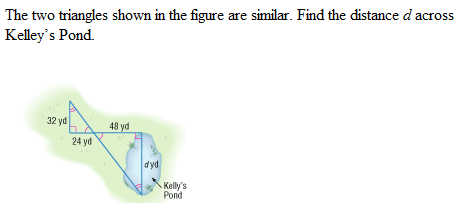 The two triangles shown in the figure are similar. Find the distance d across
Kelley's Pond.
32 yd
48 yd
24 yd
d yd
Kelly's
Pond